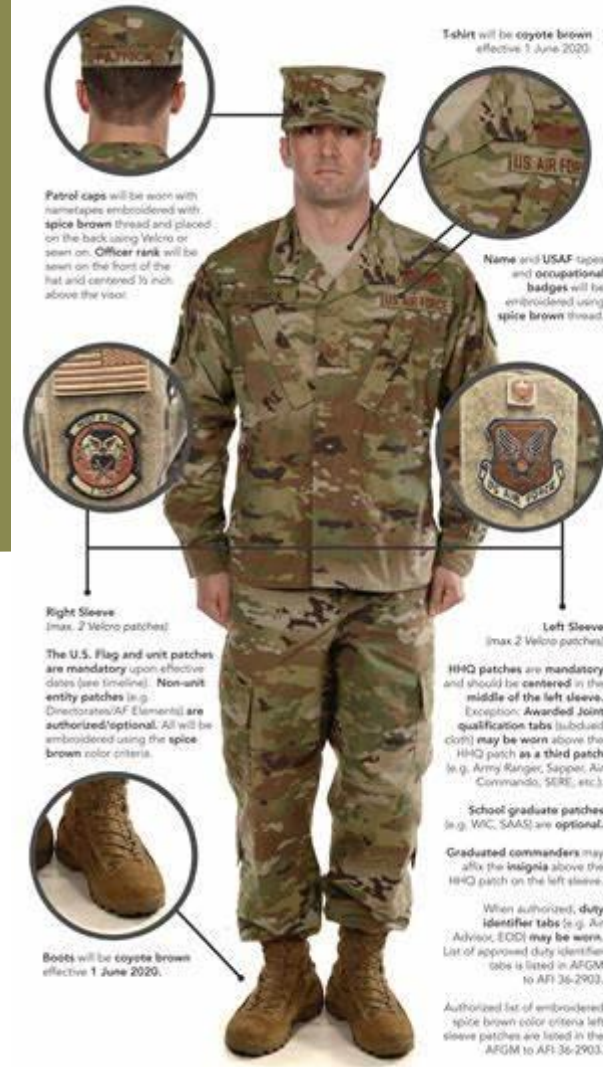 T-shirt will be coyote brown
effective 1 June 2020.
US AIR FOR
Patrol caps will be worn with
nametapes embroidered with
spice brown thread and placed
on the back using Velcro or
sewn on. Officer rank will be
sewn on the front of the
hat and centered ½ inch
above the visor.
Name and USAF tapes
and occupational
badges will be
embroidered using
spice brown thread.
US AIR FORCE
US AIR FORCE
Right Sleeve
(max. 2 Velcro patches)
The U.S. Flag and unit patches
are mandatory upon effective
dates (see timeline). Non-unit
entity patches (e.g.
Directorates/AF Elements) are
authorized/optional. All will be
embroidered using the spice
brown color criteria.
Left Sleeve
(max.2 Velcro patches)
HHQ patches are mandatory
and should be centered in the
middle of the left sleeve.
Exception: Awarded Joint
qualification tabs (subdued
cloth) may be worn above the
HHQ patch as a third patch
(e.g. Army Ranger, Sapper, Air
Commando, SERE, etc.).
School graduate patches
(e.g. WIC, SAAS) are optional.
Graduated commanders may
affix the insignia above the
HHQ patch on the left sleeve.
When authorized, duty
identifier tabs (e.g. Air
Advisor, EOD) may be worn.
List of approved duty identifier
tabs is listed in AFGM
to AFI 36-2903.
Authorized list of embroidered
spice brown color criteria left
sleeve patches are listed in the
AFGM to AFI 36-2903.
Boots will be coyote brown
effective 1 June 2020.